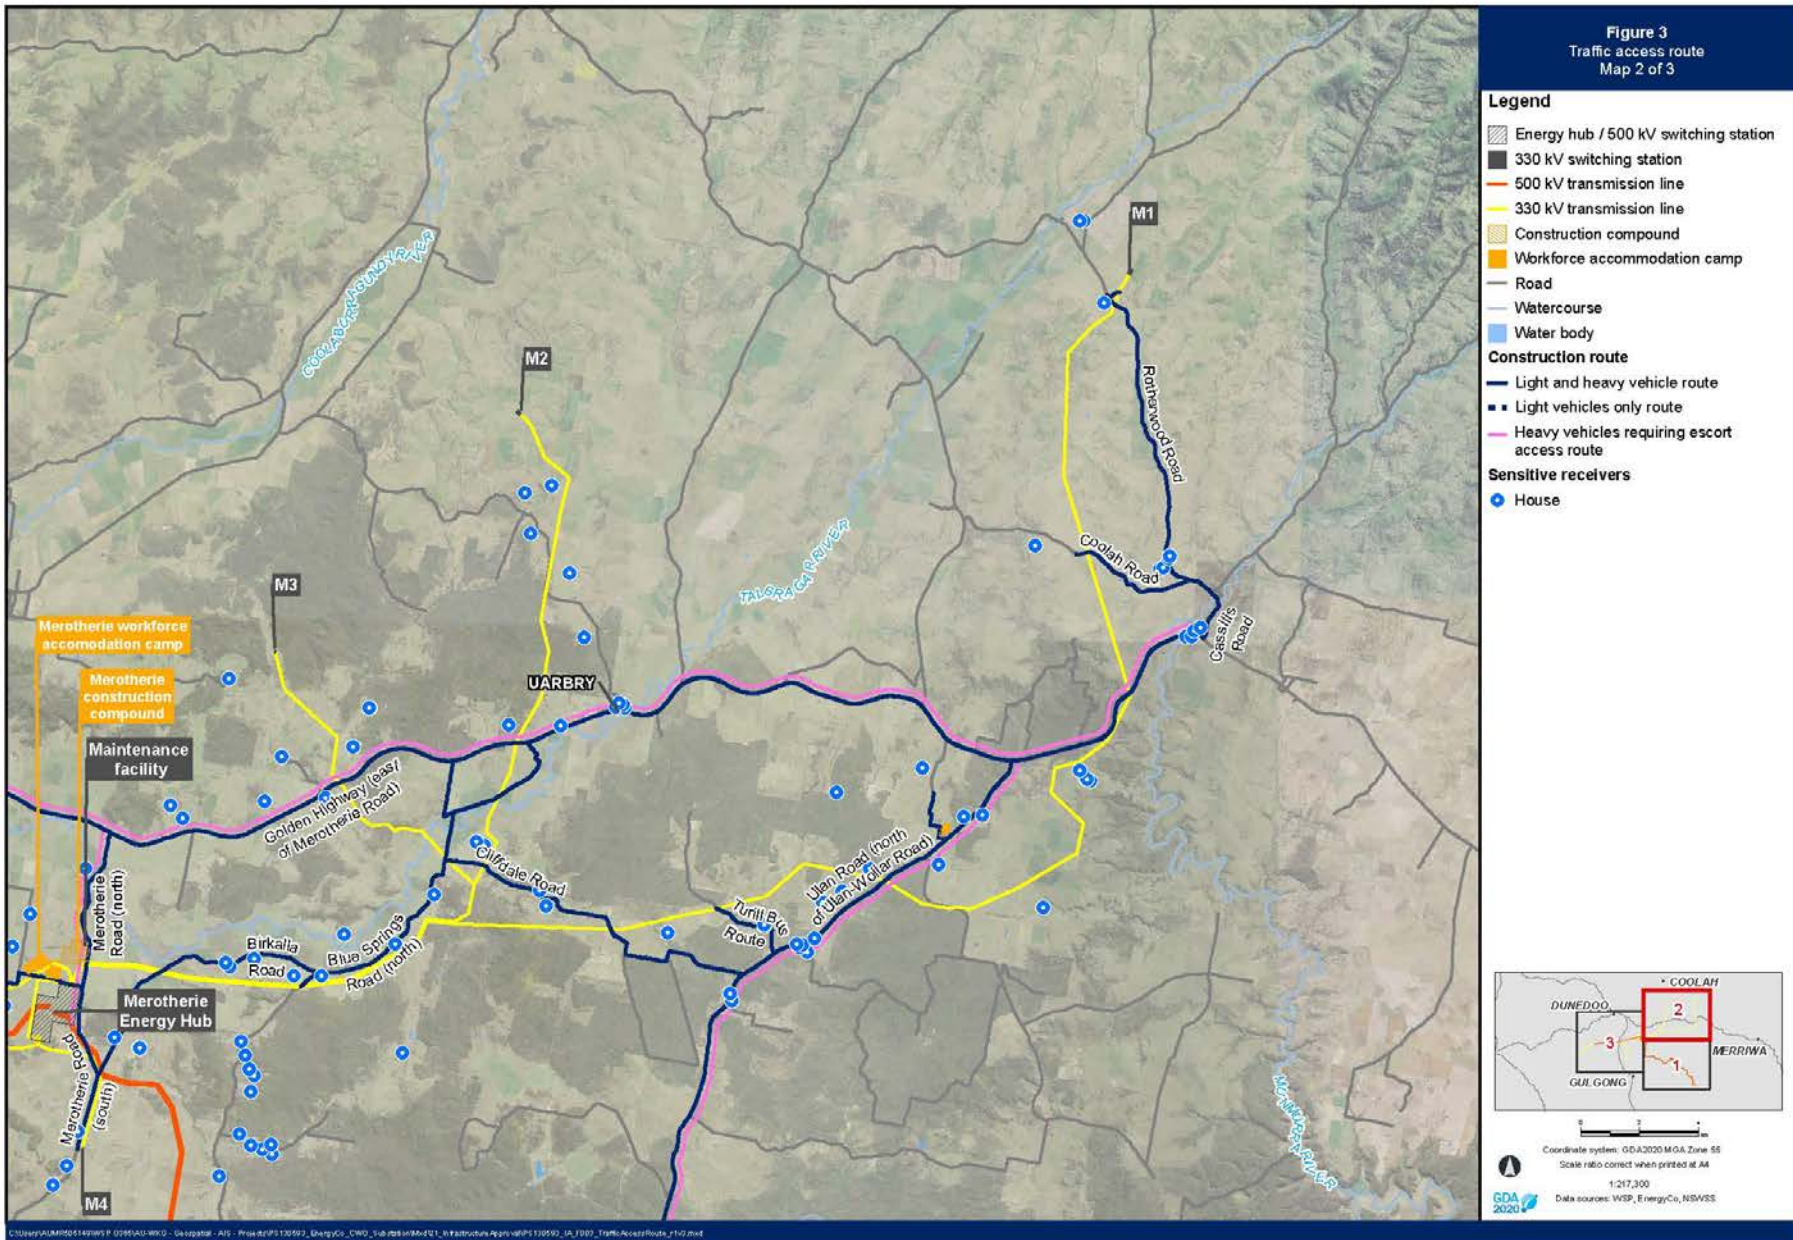 Figure 3
Traffic access route
Map 2 of 3
Legend
Energy hub / 500 kV switching station
330 kV switching station
500 kV transmission line
330 kV transmission line
Construction compound
Workforce accommodation camp
Road
Watercourse
Water body
Construction route
Light and heavy vehicle route
Light vehicles only route
Heavy vehicles requiring escort
access route
Sensitive receivers
House
M1
COOLABURRAGUNDY RIVER
M2
Rotherwood Road
TALBRAGAR RIVER
Coolah Road
M3
Cassilis
Road
Merotherie workforce
accomodation camp
Merotherie
construction
compound
UARBRY
Maintenance
facility
Golden Highway (east
of Merotherie Road)
Ulan Road (north
of Ulan-Wollar Road)
Cliffdale Road
Merotherie
Road (north)
Turill Bus
Route
Birkalla
Road
Blue Springs
Road (north)
Merotherie
Energy Hub
Merotherie Road
(south)
M4
MUNMURRA RIVER
COOLAH
DUNEDOO
2
3
MERRIWA
1
GULGONG
Coordinate system: GDA2020 MGA Zone 55
Scale ratio correct when printed at A4
1:217,300
GDA
2020
Data sources: WSP, EnergyCo, NSWSS